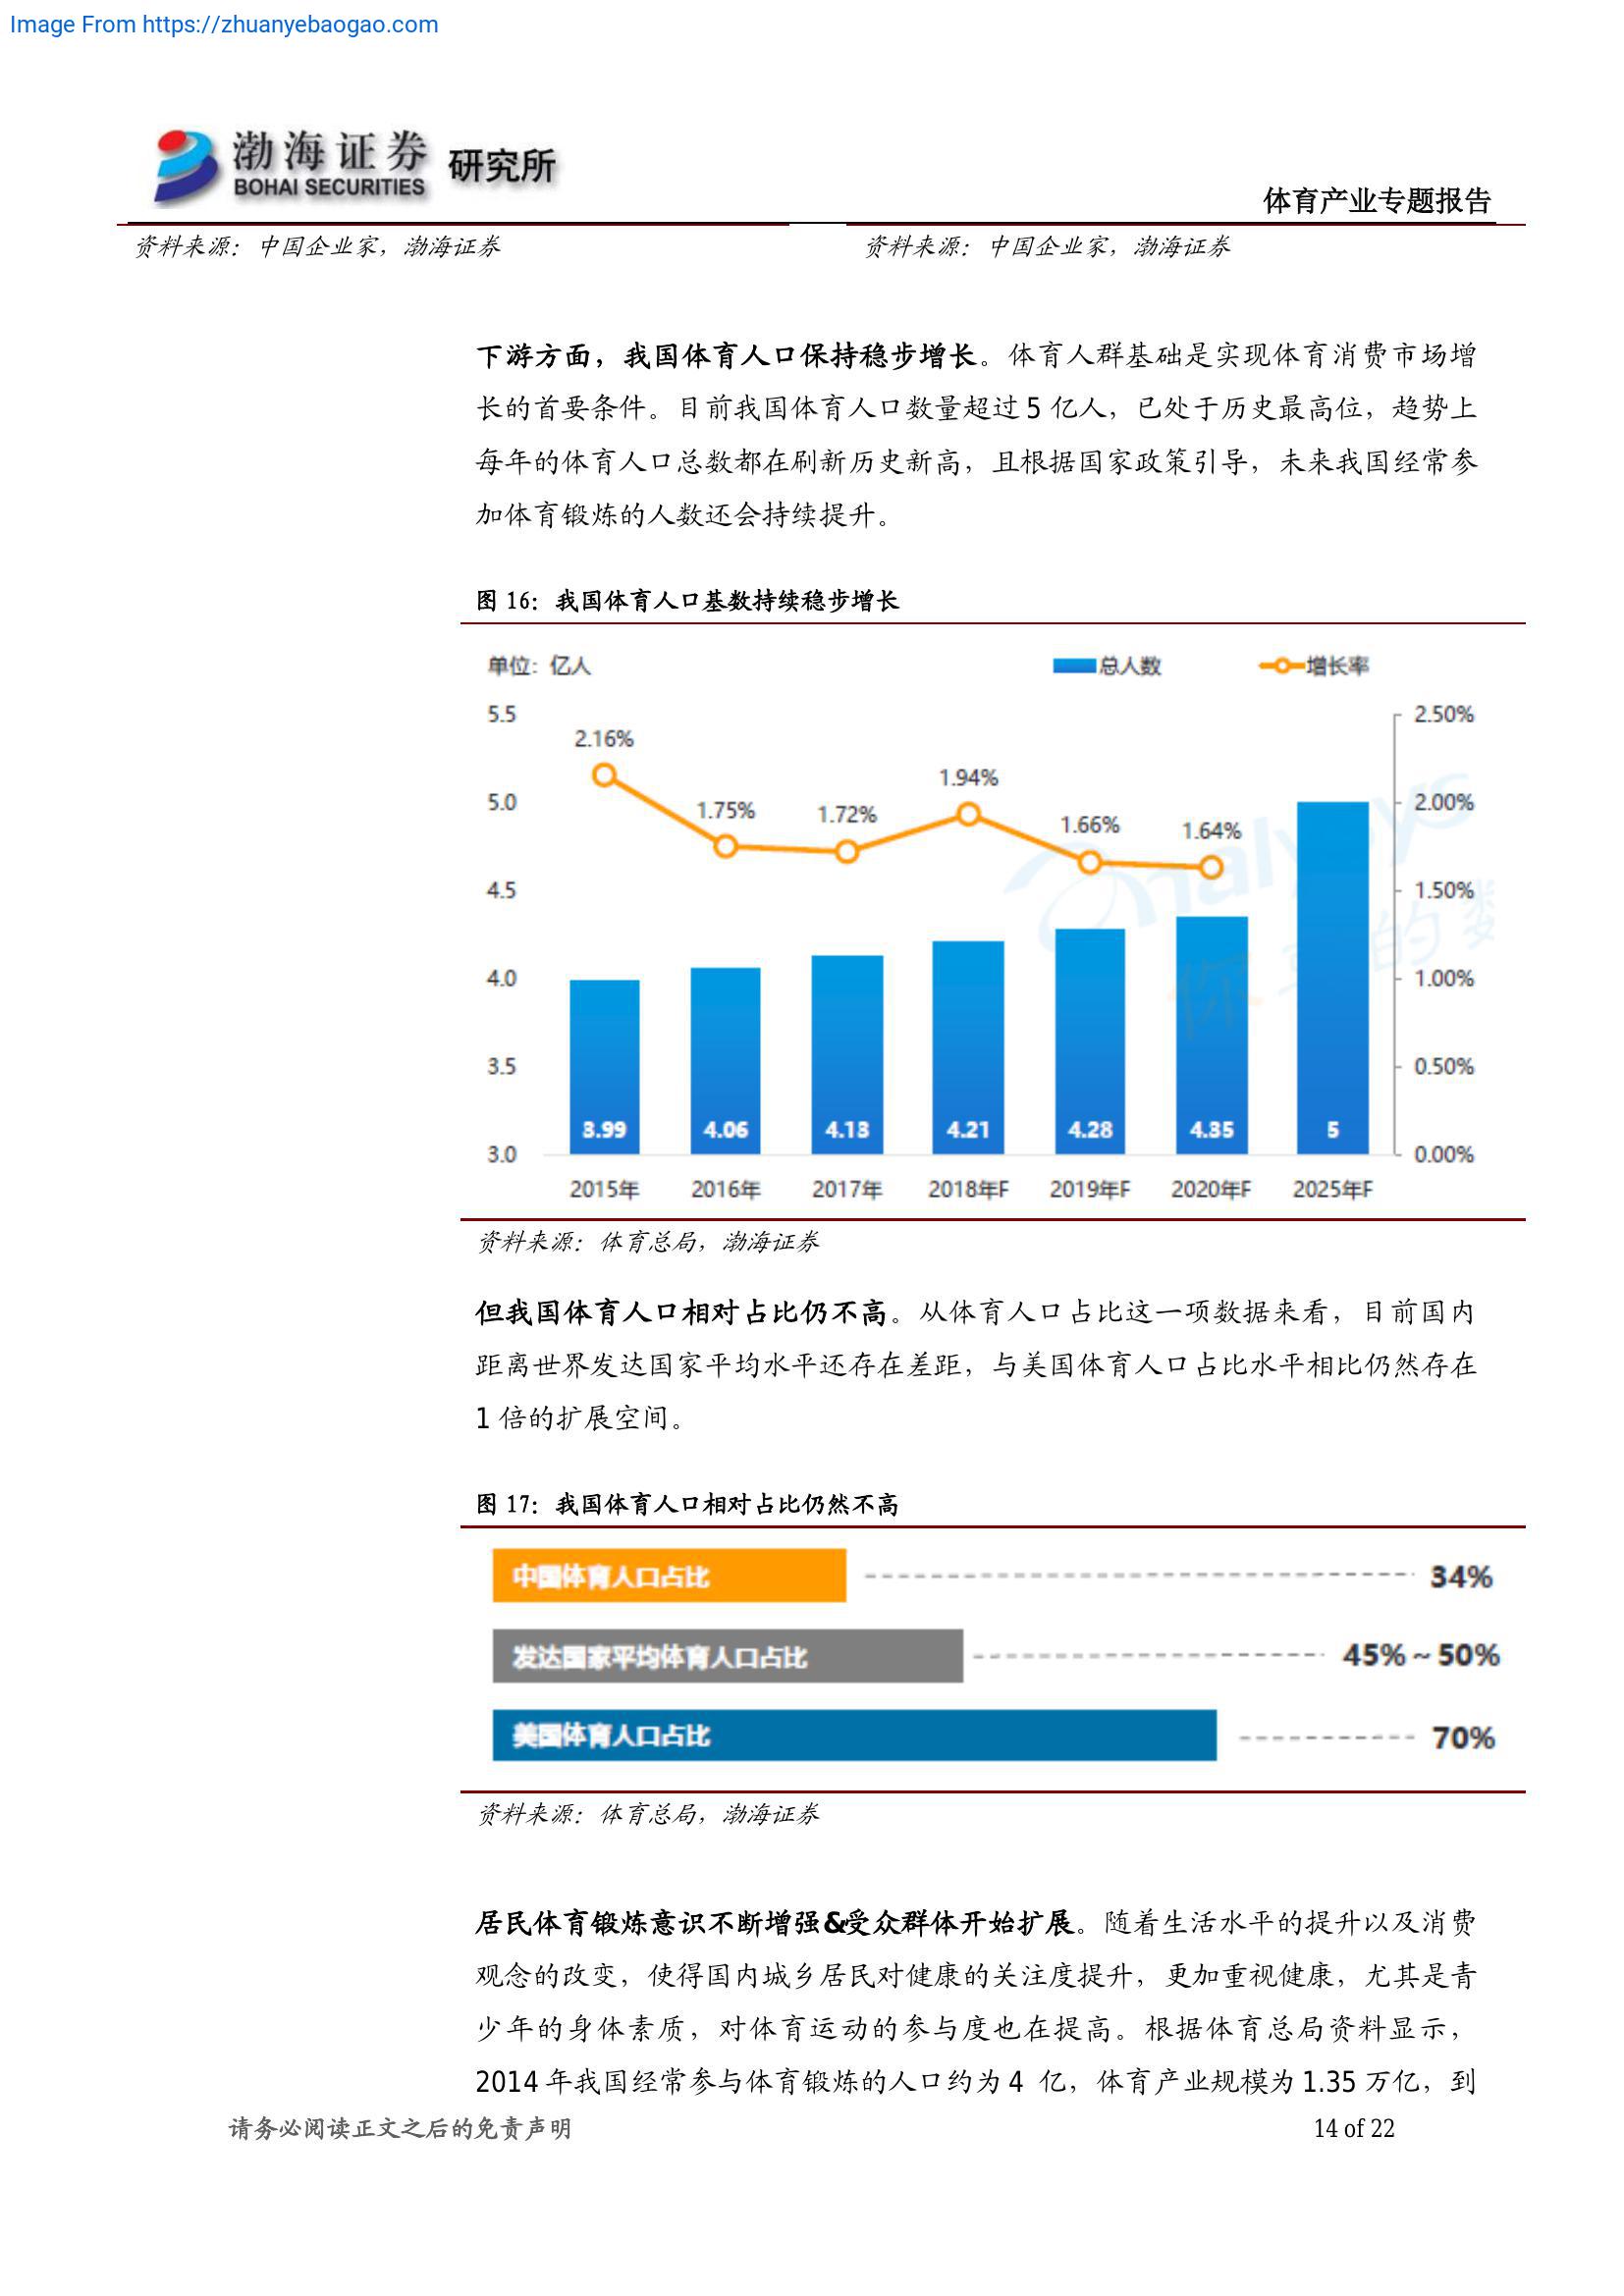 Image From https://zhuanyebaogao.com
渤海证券 研究所
BOHAI SECURITIES
体育产业专题报告
资料来源：中国企业家，渤海证券 资料来源：中国企业家，渤海证券
下游方面，我国体育人口保持稳步增长。体育人群基础是实现体育消费市场增
长的首要条件。目前我国体育人口数量超过 5 亿人，已处于历史最高位，趋势上
每年的体育人口总数都在刷新历史新高，且根据国家政策引导，未来我国经常参
加体育锻炼的人数还会持续提升。
图 16：我国体育人口基数持续稳步增长
单位：亿人 总人数 增长率
5.5 2.50%
2.16%
1.94%
5.0 1.75% 1.72% 2.00%
1.66% 1.64%
4.5 1.50%
4.0 1.00%
3.5 0.50%
3.99 4.06 4.13 4.21 4.28 4.35 5
3.0 0.00%
2015年 2016年 2017年 2018年F 2019年F 2020年F 2025年F
资料来源：体育总局，渤海证券
但我国体育人口相对占比仍不高。从体育人口占比这一项数据来看，目前国内
距离世界发达国家平均水平还存在差距，与美国体育人口占比水平相比仍然存在
1 倍的扩展空间。
图 17：我国体育人口相对占比仍然不高
中国体育人口占比 34%
发达国家平均体育人口占比 45%～50%
美国体育人口占比 70%
资料来源：体育总局，渤海证券
居民体育锻炼意识不断增强&受众群体开始扩展。随着生活水平的提升以及消费
观念的改变，使得国内城乡居民对健康的关注度提升，更加重视健康，尤其是青
少年的身体素质，对体育运动的参与度也在提高。根据体育总局资料显示，
2014 年我国经常参与体育锻炼的人口约为 4 亿，体育产业规模为 1.35 万亿，到
请务必阅读正文之后的免责声明 14 of 22